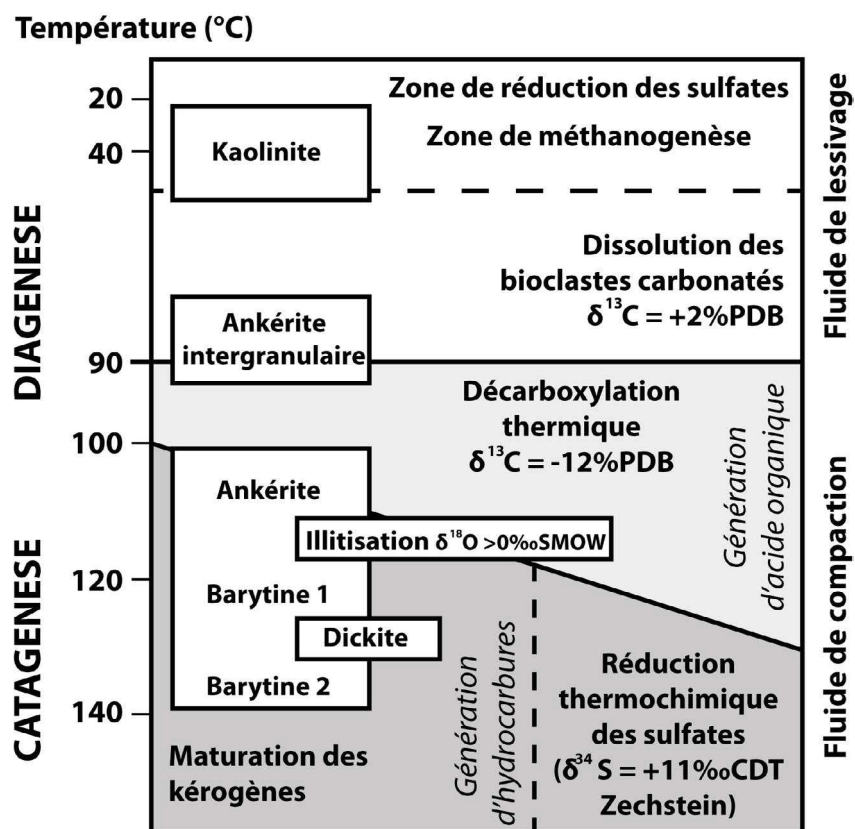 Température (°C)
20
40
90
100
120
140
DIAGENESE
CATAGENESE
Zone de réduction des sulfates
Zone de méthanogenèse
Kaolinite
Dissolution des
bioclastes carbonatés
δ¹³C = +2%PDB
Ankérite
intergranulaire
Décarboxylation
thermique
δ¹³C = -12%PDB
Génération
d'acide organique
Ankérite
Illitisation δ¹⁸O >0‰SMOW
Barytine 1
Dickite
Barytine 2
Génération
d'hydrocarbures
Réduction
thermochimique
des sulfates
(δ³⁴ S = +11‰CDT
Zechstein)
Maturation des
kérogènes
Fluide de lessivage
Fluide de compaction